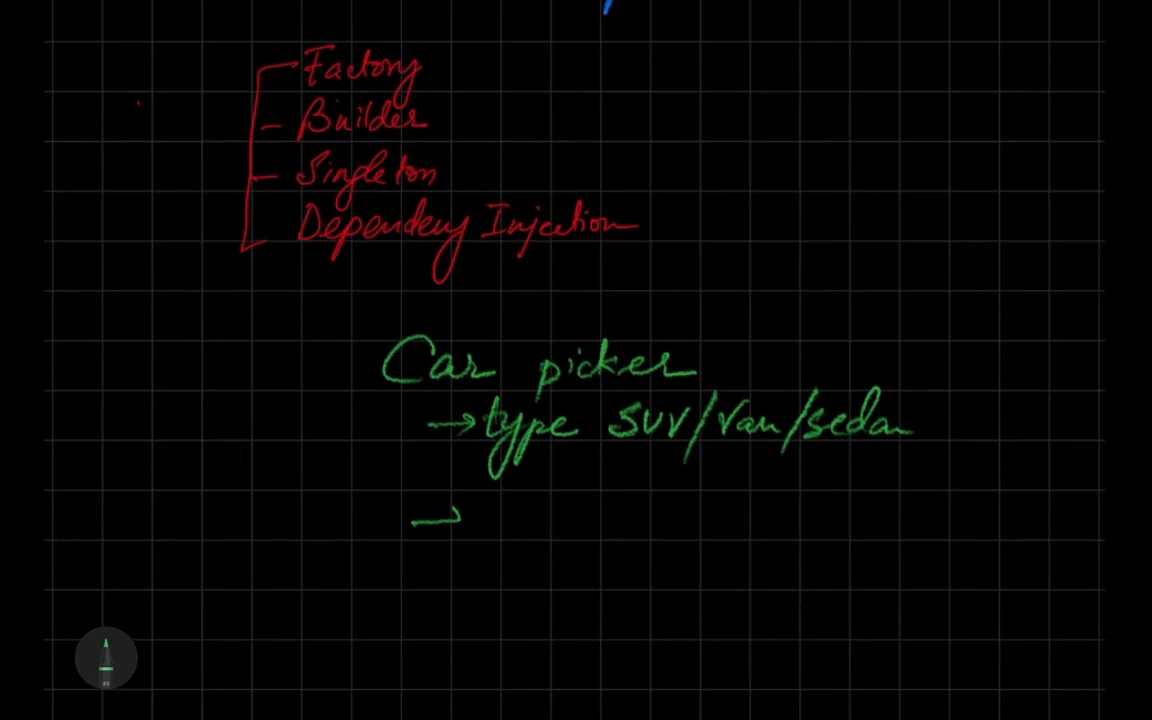 Factory
- Builder
- Singleton
Dependency Injection
Car picker
→ type SUV/Van/sedan
→